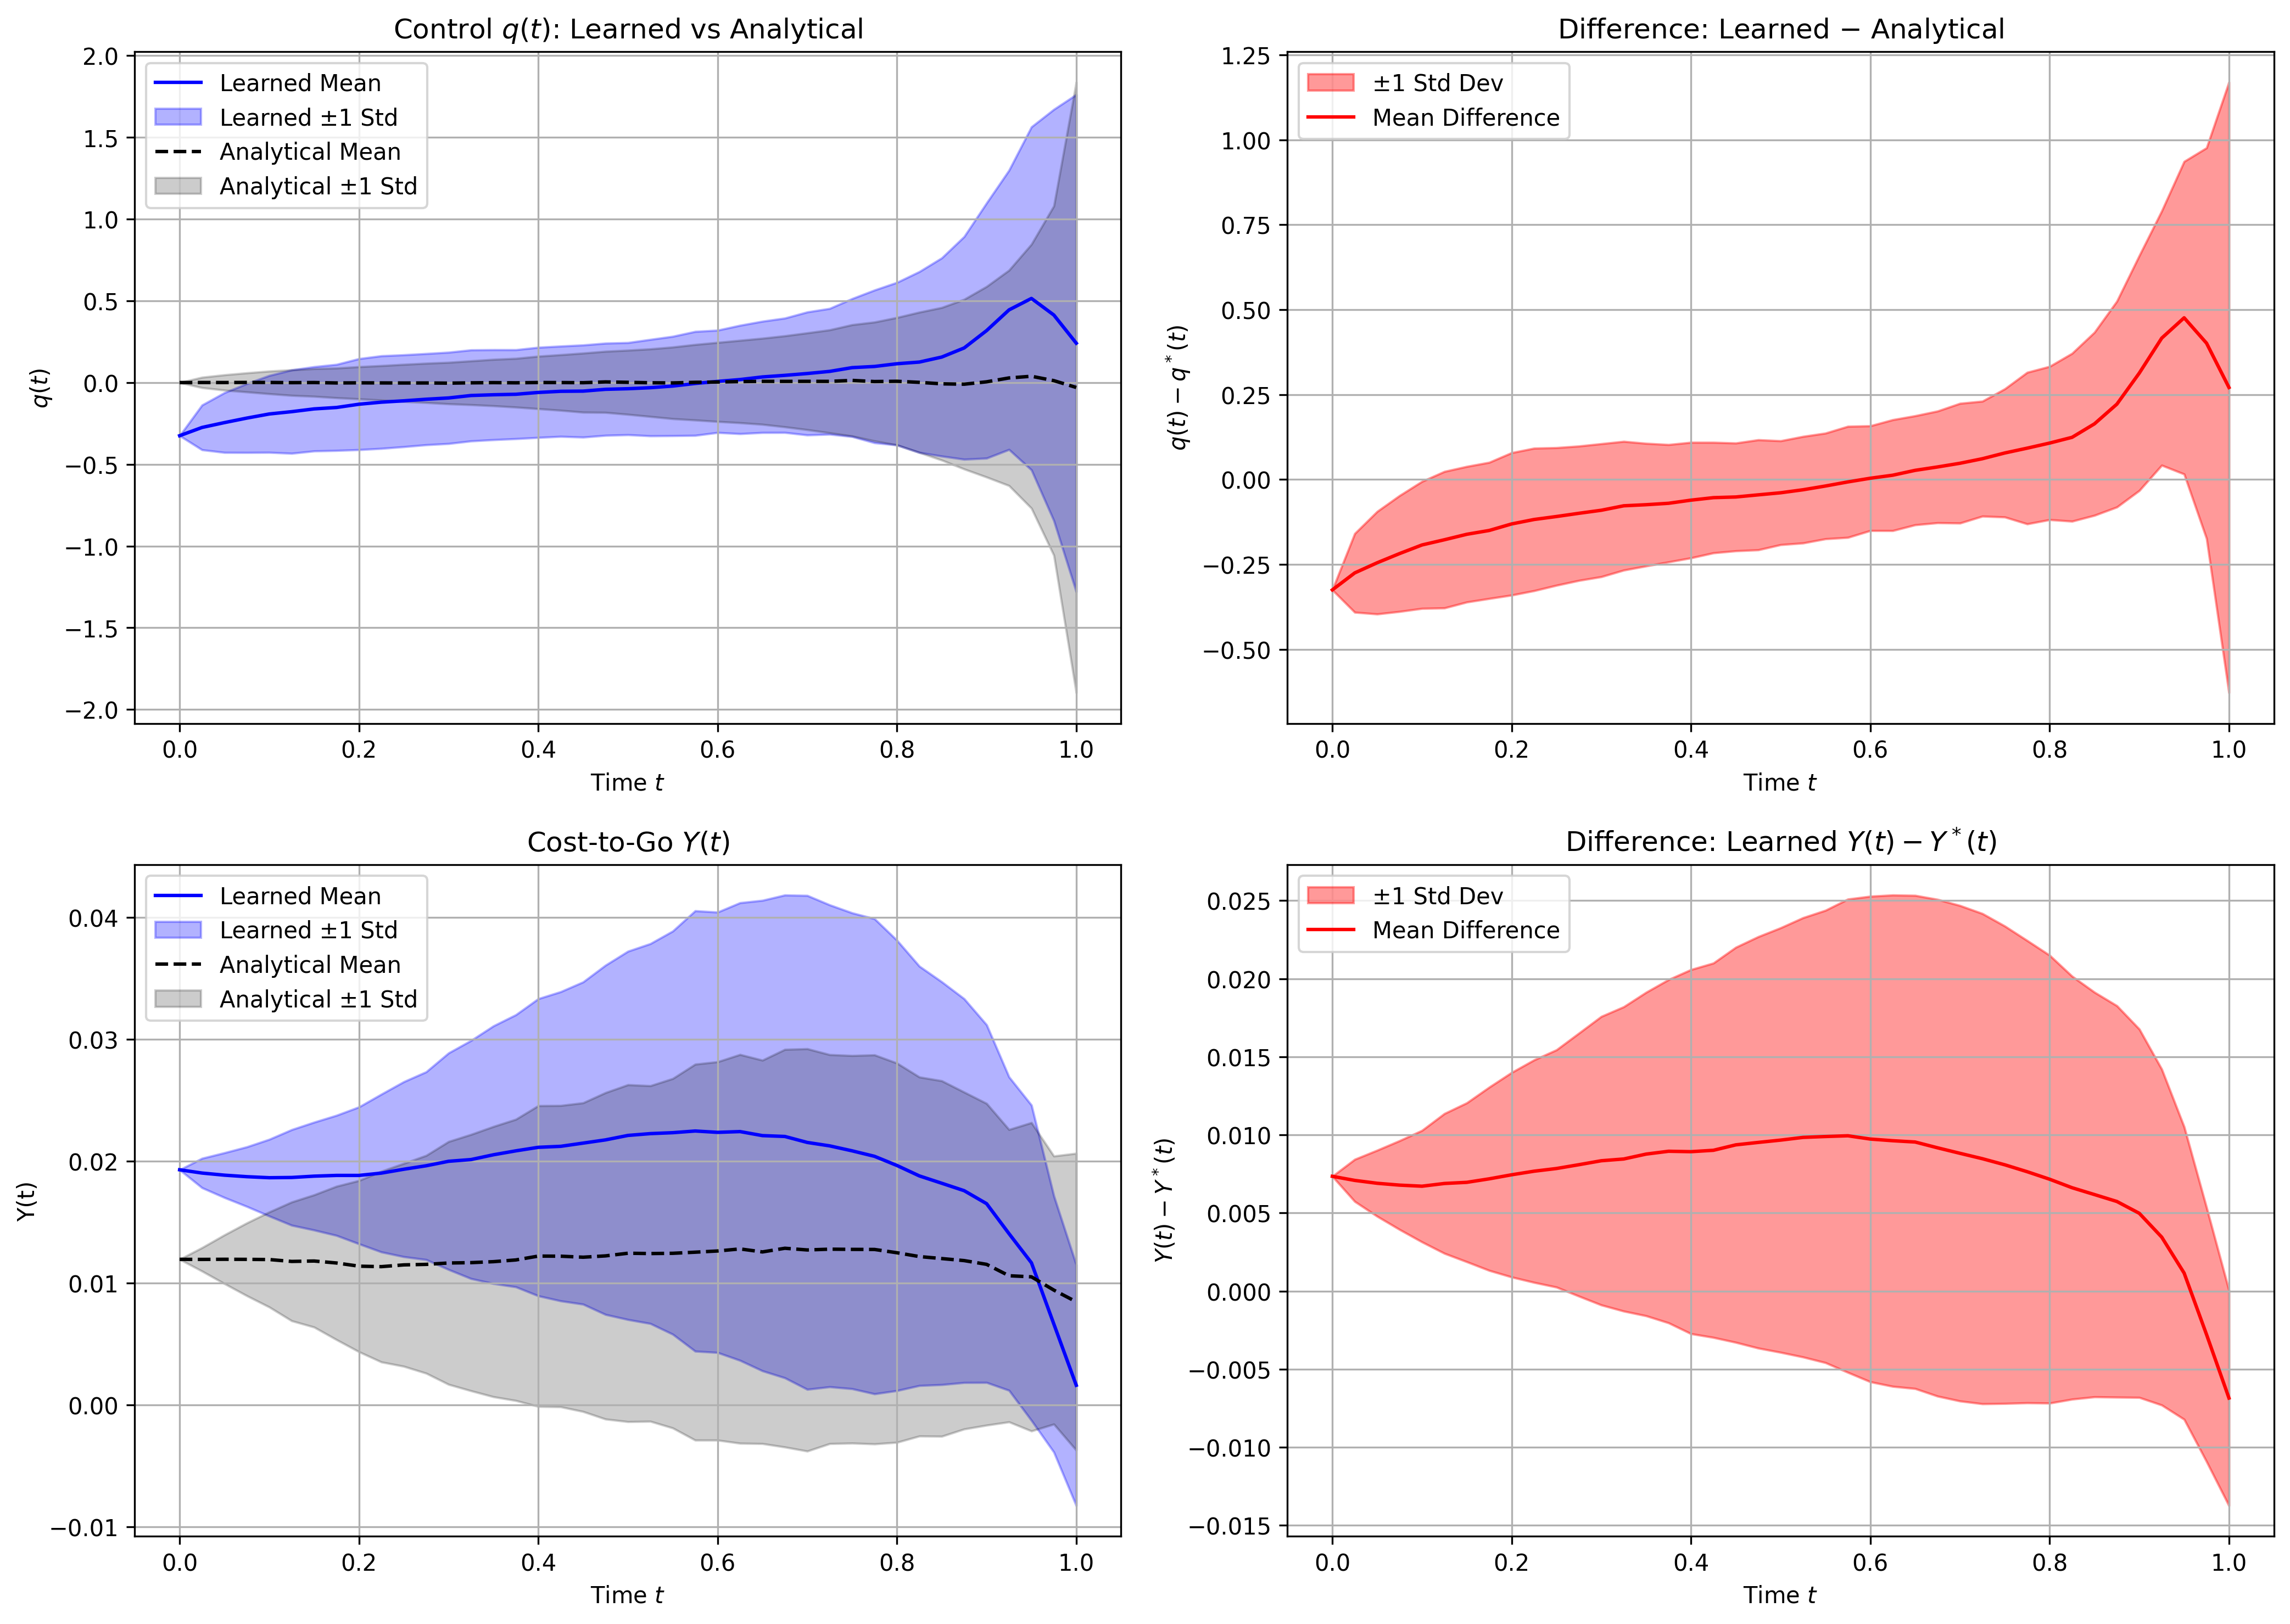 Control q(t): Learned vs Analytical
2.0
1.5
1.0
0.5
0.0
−0.5
−1.0
−1.5
−2.0
q(t)
Learned Mean
Learned ±1 Std
Analytical Mean
Analytical ±1 Std
0.0 0.2 0.4 0.6 0.8 1.0
Time t
Difference: Learned − Analytical
1.25
1.00
0.75
0.50
0.25
0.00
−0.25
−0.50
q(t) − q*(t)
±1 Std Dev
Mean Difference
0.0 0.2 0.4 0.6 0.8 1.0
Time t
Cost-to-Go Y(t)
0.04
0.03
0.02
0.01
0.00
−0.01
Y(t)
Learned Mean
Learned ±1 Std
Analytical Mean
Analytical ±1 Std
0.0 0.2 0.4 0.6 0.8 1.0
Time t
Difference: Learned Y(t) − Y*(t)
0.025
0.020
0.015
0.010
0.005
0.000
−0.005
−0.010
−0.015
Y(t) − Y*(t)
±1 Std Dev
Mean Difference
0.0 0.2 0.4 0.6 0.8 1.0
Time t